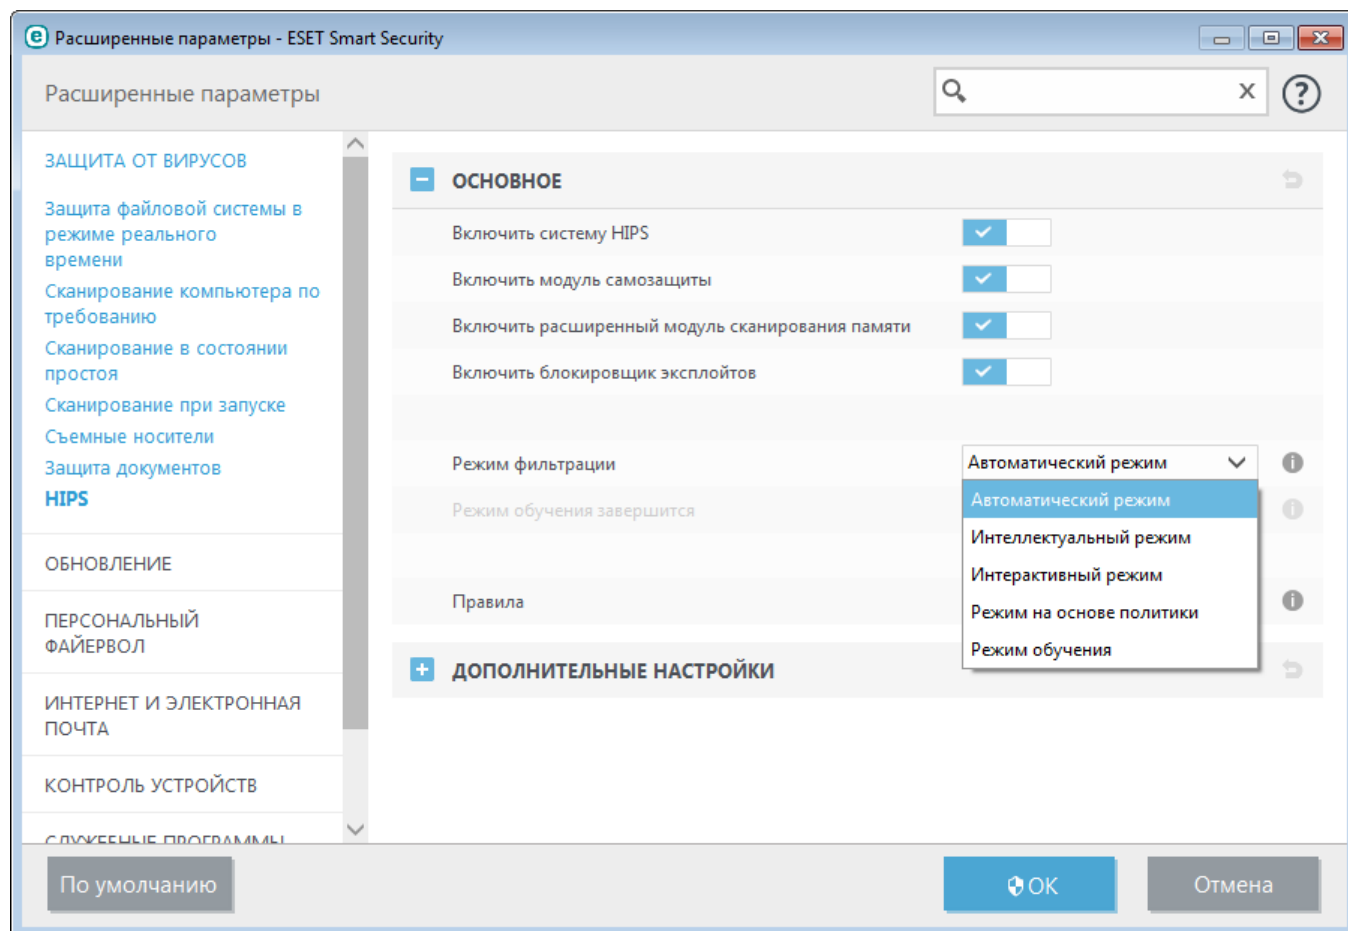 Расширенные параметры - ESET Smart Security
Расширенные параметры
ЗАЩИТА ОТ ВИРУСОВ
Защита файловой системы в
режиме реального
времени
Сканирование компьютера по
требованию
Сканирование в состоянии
простоя
Сканирование при запуске
Съемные носители
Защита документов
HIPS
ОБНОВЛЕНИЕ
ПЕРСОНАЛЬНЫЙ
ФАЙЕРВОЛ
ИНТЕРНЕТ И ЭЛЕКТРОННАЯ
ПОЧТА
КОНТРОЛЬ УСТРОЙСТВ
СЛУЖЕБНЫЕ ПРОГРАММЫ
ОСНОВНОЕ
Включить систему HIPS
Включить модуль самозащиты
Включить расширенный модуль сканирования памяти
Включить блокировщик эксплойтов
Режим фильтрации
Автоматический режим
Автоматический режим
Режим обучения завершится
Интеллектуальный режим
Интерактивный режим
Правила
Режим на основе политики
Режим обучения
ДОПОЛНИТЕЛЬНЫЕ НАСТРОЙКИ
По умолчанию
OK
Отмена